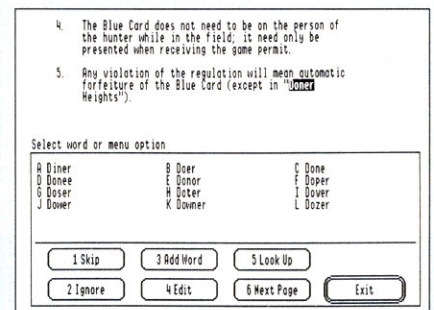 4. The Blue Card does not need to be on the person of
the hunter while in the field; it need only be
presented when receiving the game permit.
5. Any violation of the regulation will mean automatic
forfeiture of the Blue Card (except in "Doner
Heights").
Select word or menu option
A Diner B Doer C Done
D Donee E Donor F Doper
G Doser H Doter I Dover
J Dower K Downer L Dozer
1 Skip 3 Add Word 5 Look Up
2 Ignore 4 Edit 6 Next Page Exit